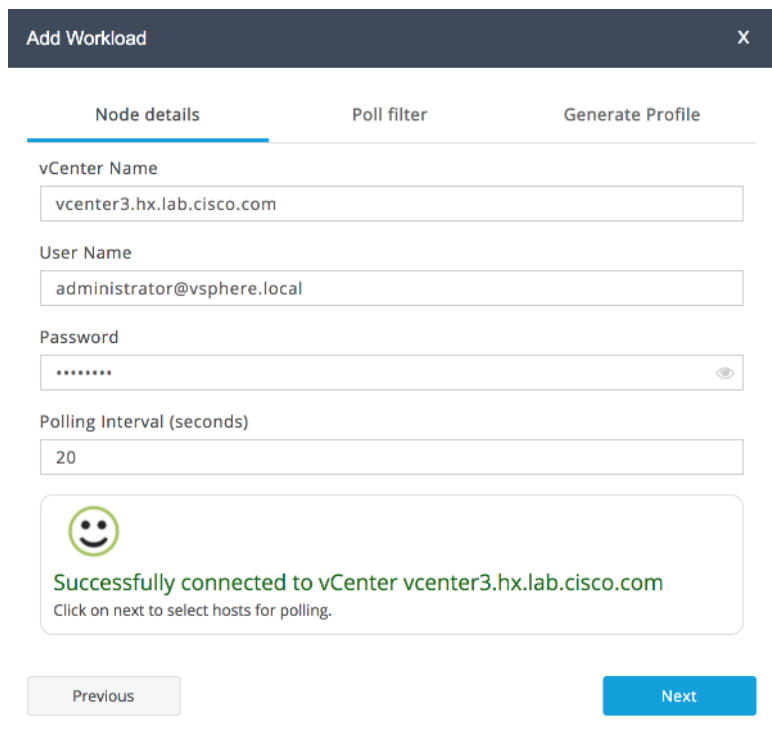 Add Workload X
Node details Poll filter Generate Profile
vCenter Name
vcenter3.hx.lab.cisco.com
User Name
administrator@vsphere.local
Password
••••••••
Polling Interval (seconds)
20
Successfully connected to vCenter vcenter3.hx.lab.cisco.com
Click on next to select hosts for polling.
Previous Next